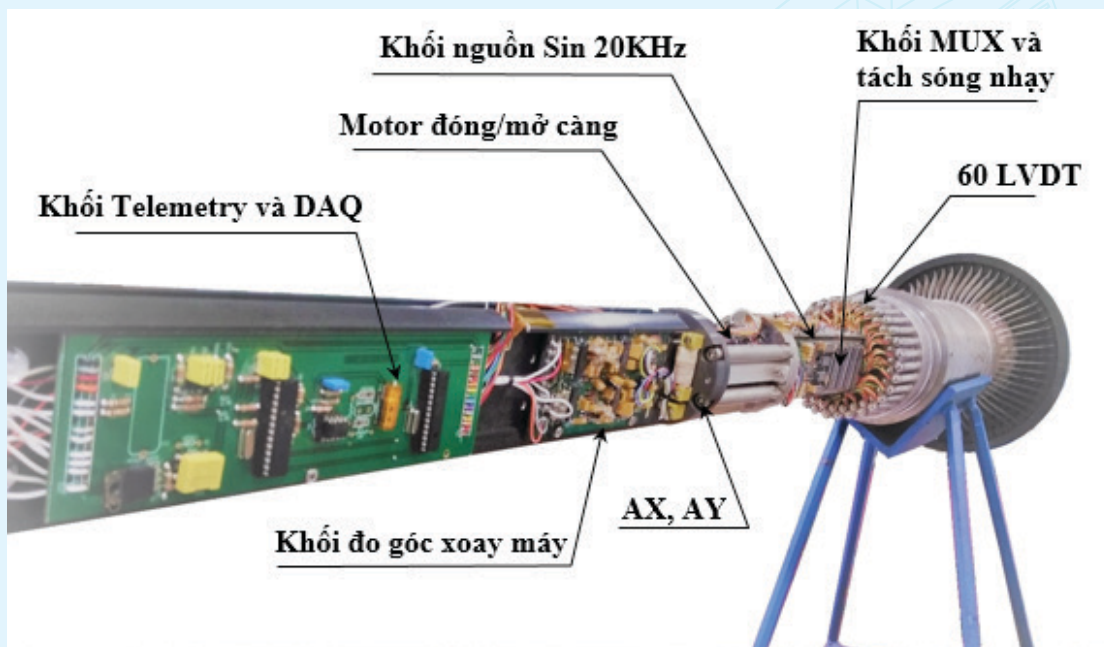 Khối nguồn Sin 20KHz
Khối MUX và
tách sóng nhạy
Motor đóng/mở càng
60 LVDT
Khối Telemetry và DAQ
AX, AY
Khối đo góc xoay máy